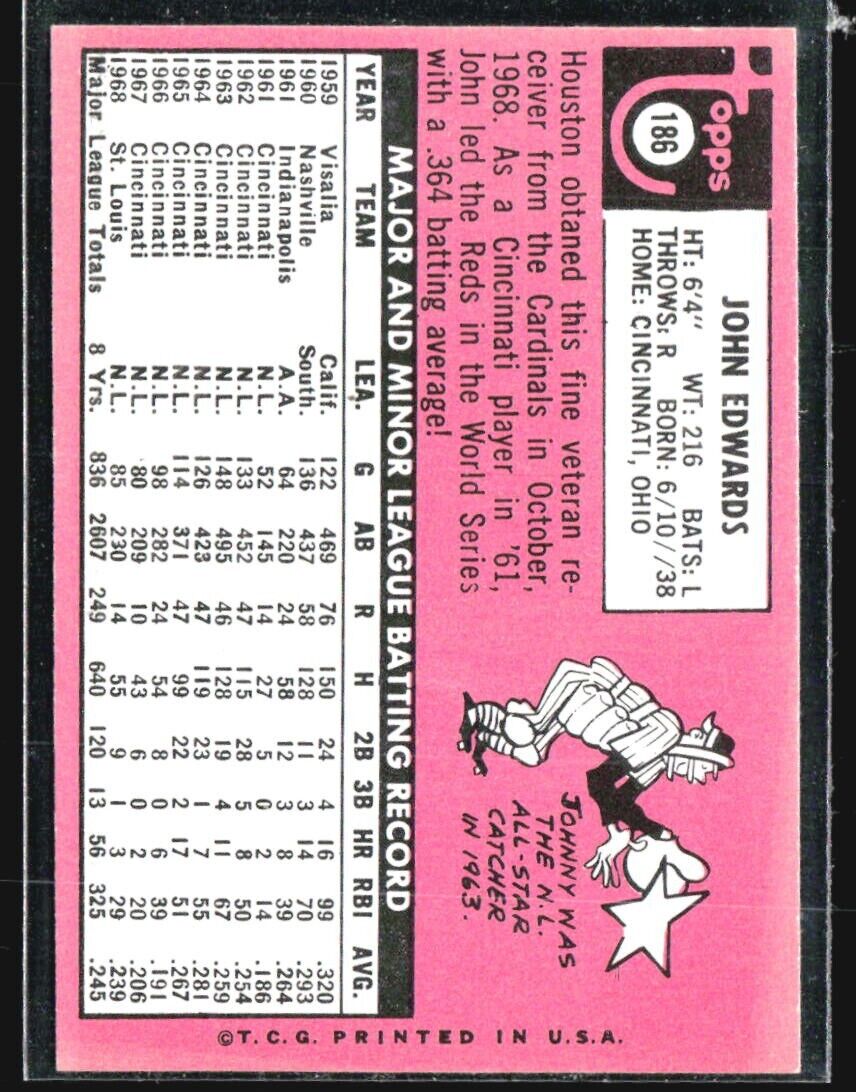 Topps
186
JOHN EDWARDS
HT: 6'4" WT: 216 BATS: L
THROWS: R BORN: 6/10//38
HOME: CINCINNATI, OHIO
Houston obtaned this fine veteran re-
ceiver from the Cardinals in October,
1968. As a Cincinnati player in '61,
John led the Reds in the World Series
with a .364 batting average!
JOHNNY WAS
THE N.L.
ALL-STAR
CATCHER
IN 1963.
MAJOR AND MINOR LEAGUE BATTING RECORD
YEAR TEAM LEA. G AB R H 2B 3B HR RBI AVG.
1959 Visalia Calif. 122 469 76 150 24 4 16 99 .320
1960 Nashville South. 136 437 58 128 11 3 14 70 .293
1961 Indianapolis A.A. 64 220 24 58 12 3 8 39 .264
1961 Cincinnati N.L. 52 145 14 27 5 0 2 14 .186
1962 Cincinnati N.L. 133 452 47 115 28 5 8 50 .254
1963 Cincinnati N.L. 148 495 46 128 19 4 11 67 .259
1964 Cincinnati N.L. 126 423 47 119 23 1 7 55 .281
1965 Cincinnati N.L. 114 371 47 99 22 2 17 51 .267
1966 Cincinnati N.L. 98 282 24 54 8 0 6 39 .191
1967 Cincinnati N.L. 80 209 10 43 6 0 2 20 .206
1968 St. Louis N.L. 85 230 14 55 9 1 3 29 .239
Major League Totals 8 Yrs. 836 2607 249 640 120 13 56 325 .245
©T.C.G. PRINTED IN U.S.A.